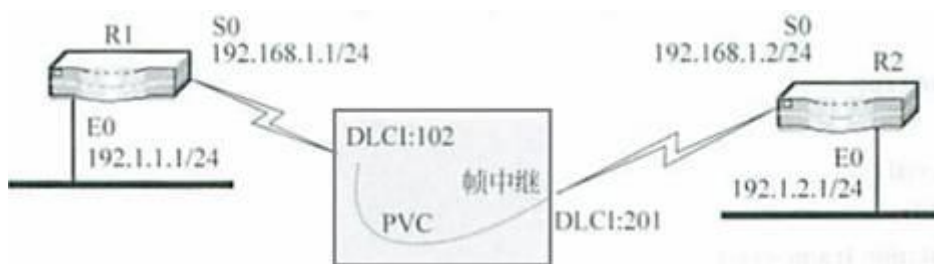 R1
S0
192.168.1.1/24
E0
192.1.1.1/24
DLCI:102
帧中继
PVC
DLCI:201
S0
192.168.1.2/24
R2
E0
192.1.2.1/24